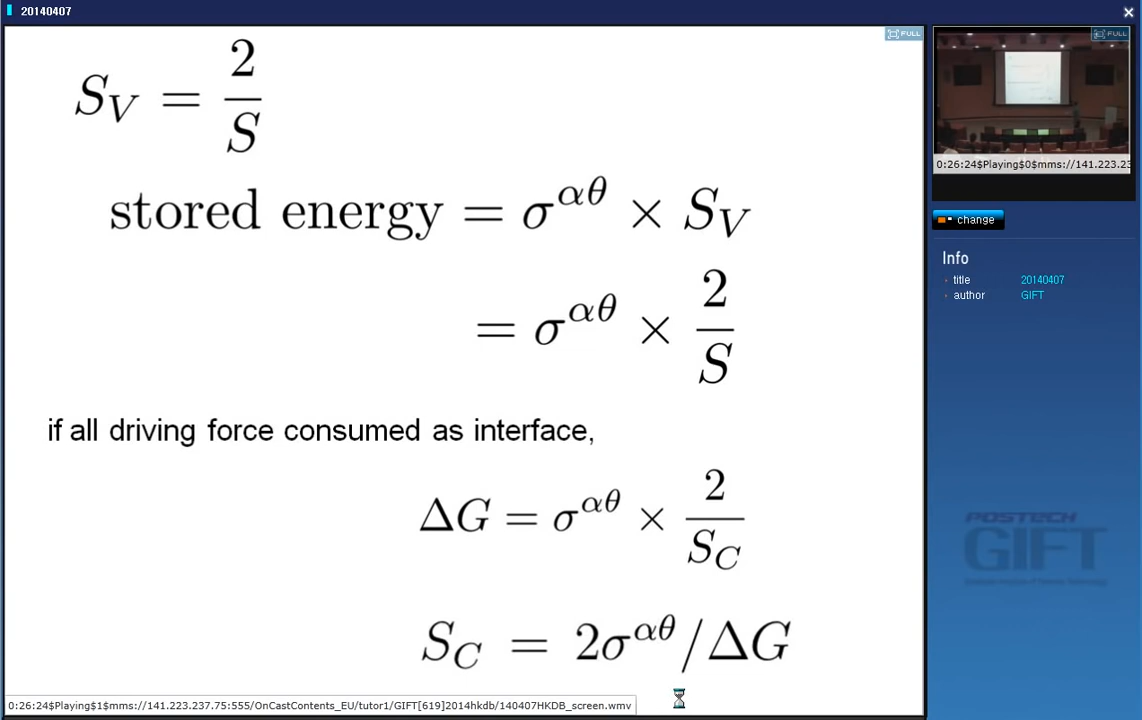 20140407
FULL
S_V = 2/S
stored energy = σ^{αθ} × S_V
= σ^{αθ} × 2/S
if all driving force consumed as interface,
ΔG = σ^{αθ} × 2/S_C
S_C = 2σ^{αθ}/ΔG
0:26:24$Playing$1$mms://141.223.237.75:555/OnCastContents_EU/tutor1/GIFT[619]2014hkdb/140407HKDB_screen.wmv
FULL
0:26:24$Playing$0$mms://141.223.23
change
Info
title 20140407
author GIFT
POSTECH
GIFT